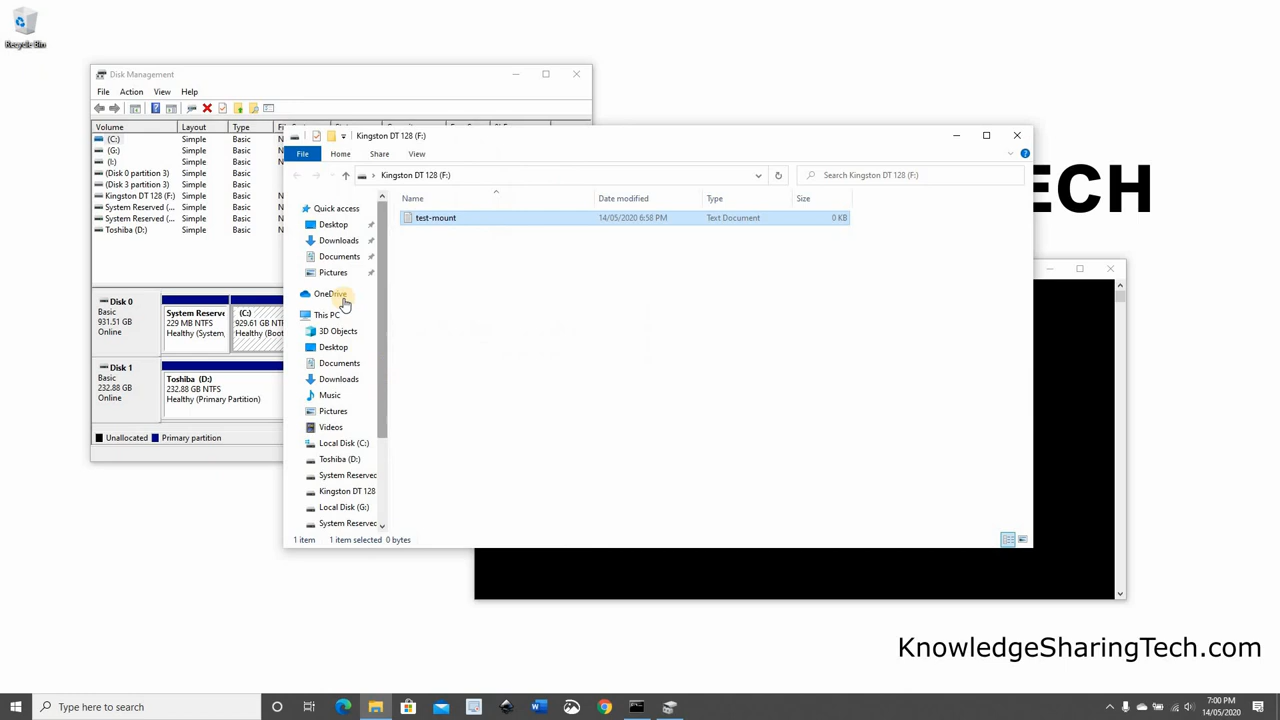 Recycle Bin
ECH
Disk Management
File Action View Help
Volume Layout Type
(C:) Simple Basic
(G:) Simple Basic
(I:) Simple Basic
(Disk 0 partition 3) Simple Basic
(Disk 3 partition 3) Simple Basic
Kingston DT 128 (F:) Simple Basic
System Reserved (... Simple Basic
System Reserved (... Simple Basic
Toshiba (D:) Simple Basic
Disk 0
Basic
931.51 GB
Online
System Reserve
229 MB NTFS
Healthy (System,
(C:)
929.61 GB N
Healthy (Boo
Disk 1
Basic
232.88 GB
Online
Toshiba (D:)
232.88 GB NTFS
Healthy (Primary Partition)
Unallocated Primary partition
Kingston DT 128 (F:)
File Home Share View
Kingston DT 128 (F:)
Search Kingston DT 128 (F:)
Name Date modified Type Size
test-mount 14/05/2020 6:58 PM Text Document 0 KB
Quick access
Desktop
Downloads
Documents
Pictures
OneDrive
This PC
3D Objects
Desktop
Documents
Downloads
Music
Pictures
Videos
Local Disk (C:)
Toshiba (D:)
System Reserved
Kingston DT 128
Local Disk (G:)
System Reserved
1 item 1 item selected 0 bytes
KnowledgeSharingTech.com
Type here to search
7:00 PM
14/05/2020